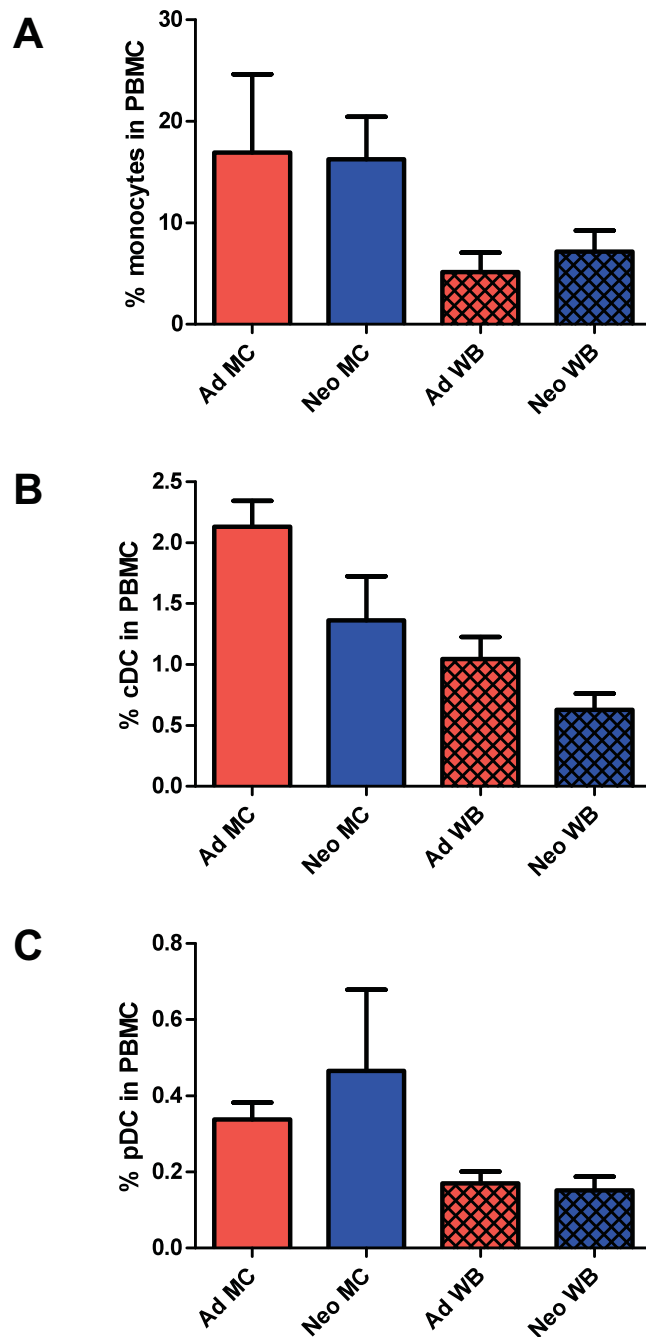 A
% monocytes in PBMC
30
20
10
0
Ad MC
Neo MC
Ad WB
Neo WB
B
% cDC in PBMC
2.5
2.0
1.5
1.0
0.5
0.0
Ad MC
Neo MC
Ad WB
Neo WB
C
% pDC in PBMC
0.8
0.6
0.4
0.2
0.0
Ad MC
Neo MC
Ad WB
Neo WB